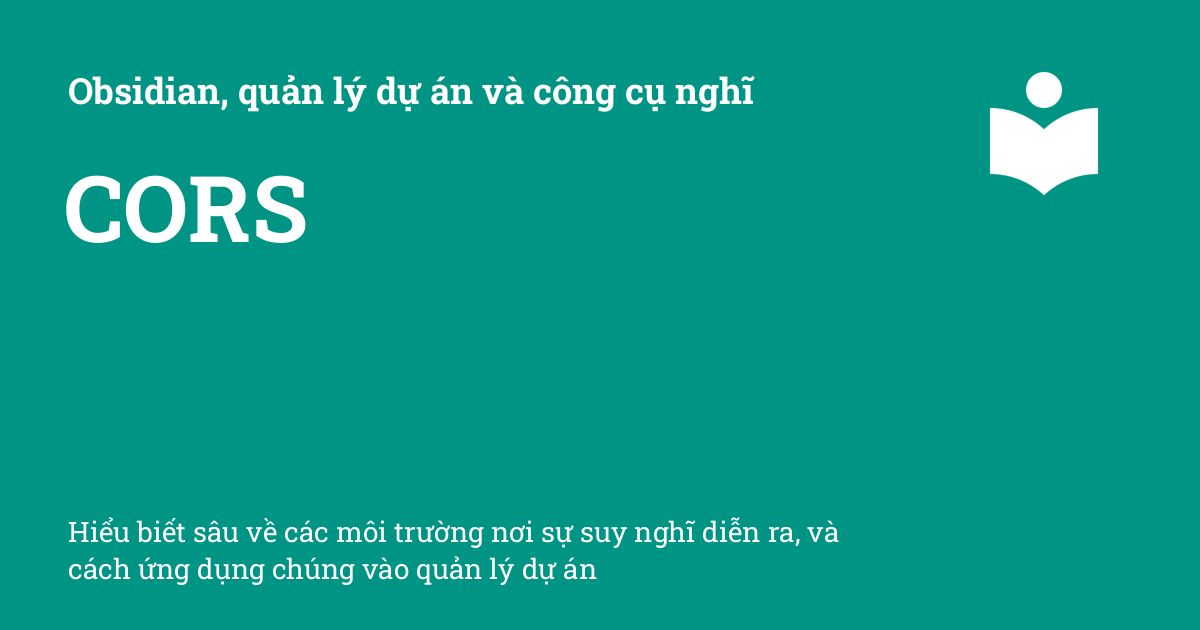 Obsidian, quản lý dự án và công cụ nghĩ
CORS
Hiểu biết sâu về các môi trường nơi sự suy nghĩ diễn ra, và
cách ứng dụng chúng vào quản lý dự án